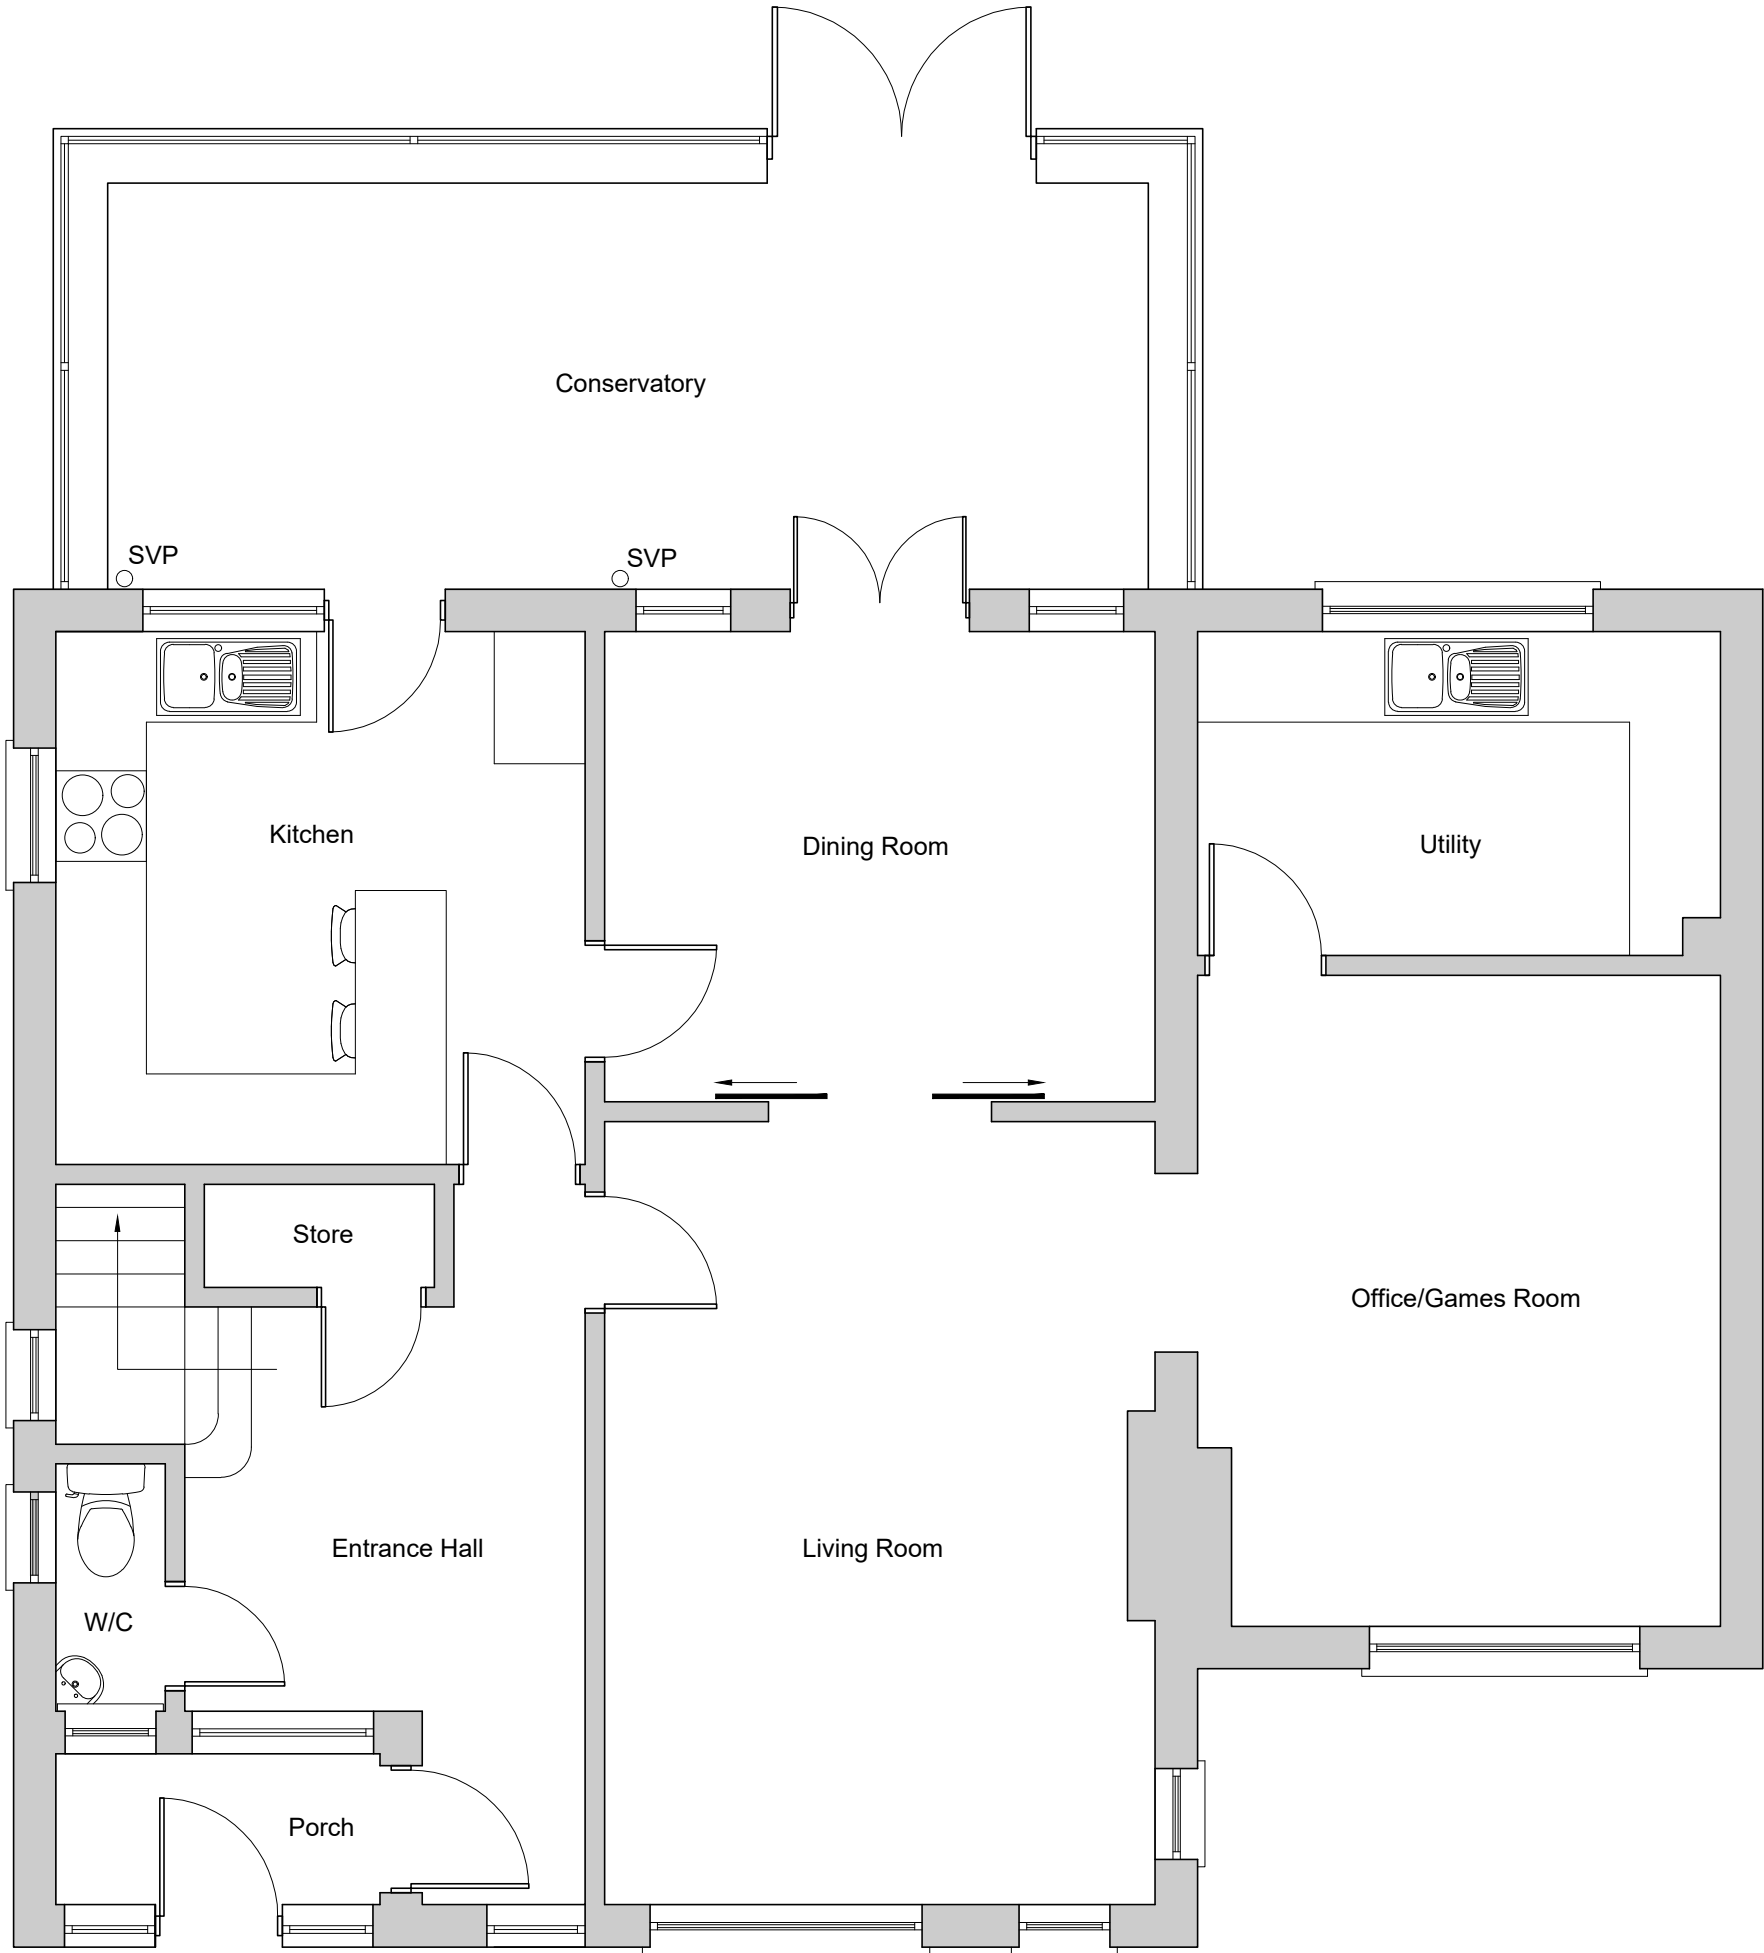 Conservatory
SVP
SVP
Kitchen
Dining Room
Utility
Store
Office/Games Room
Entrance Hall
Living Room
W/C
Porch